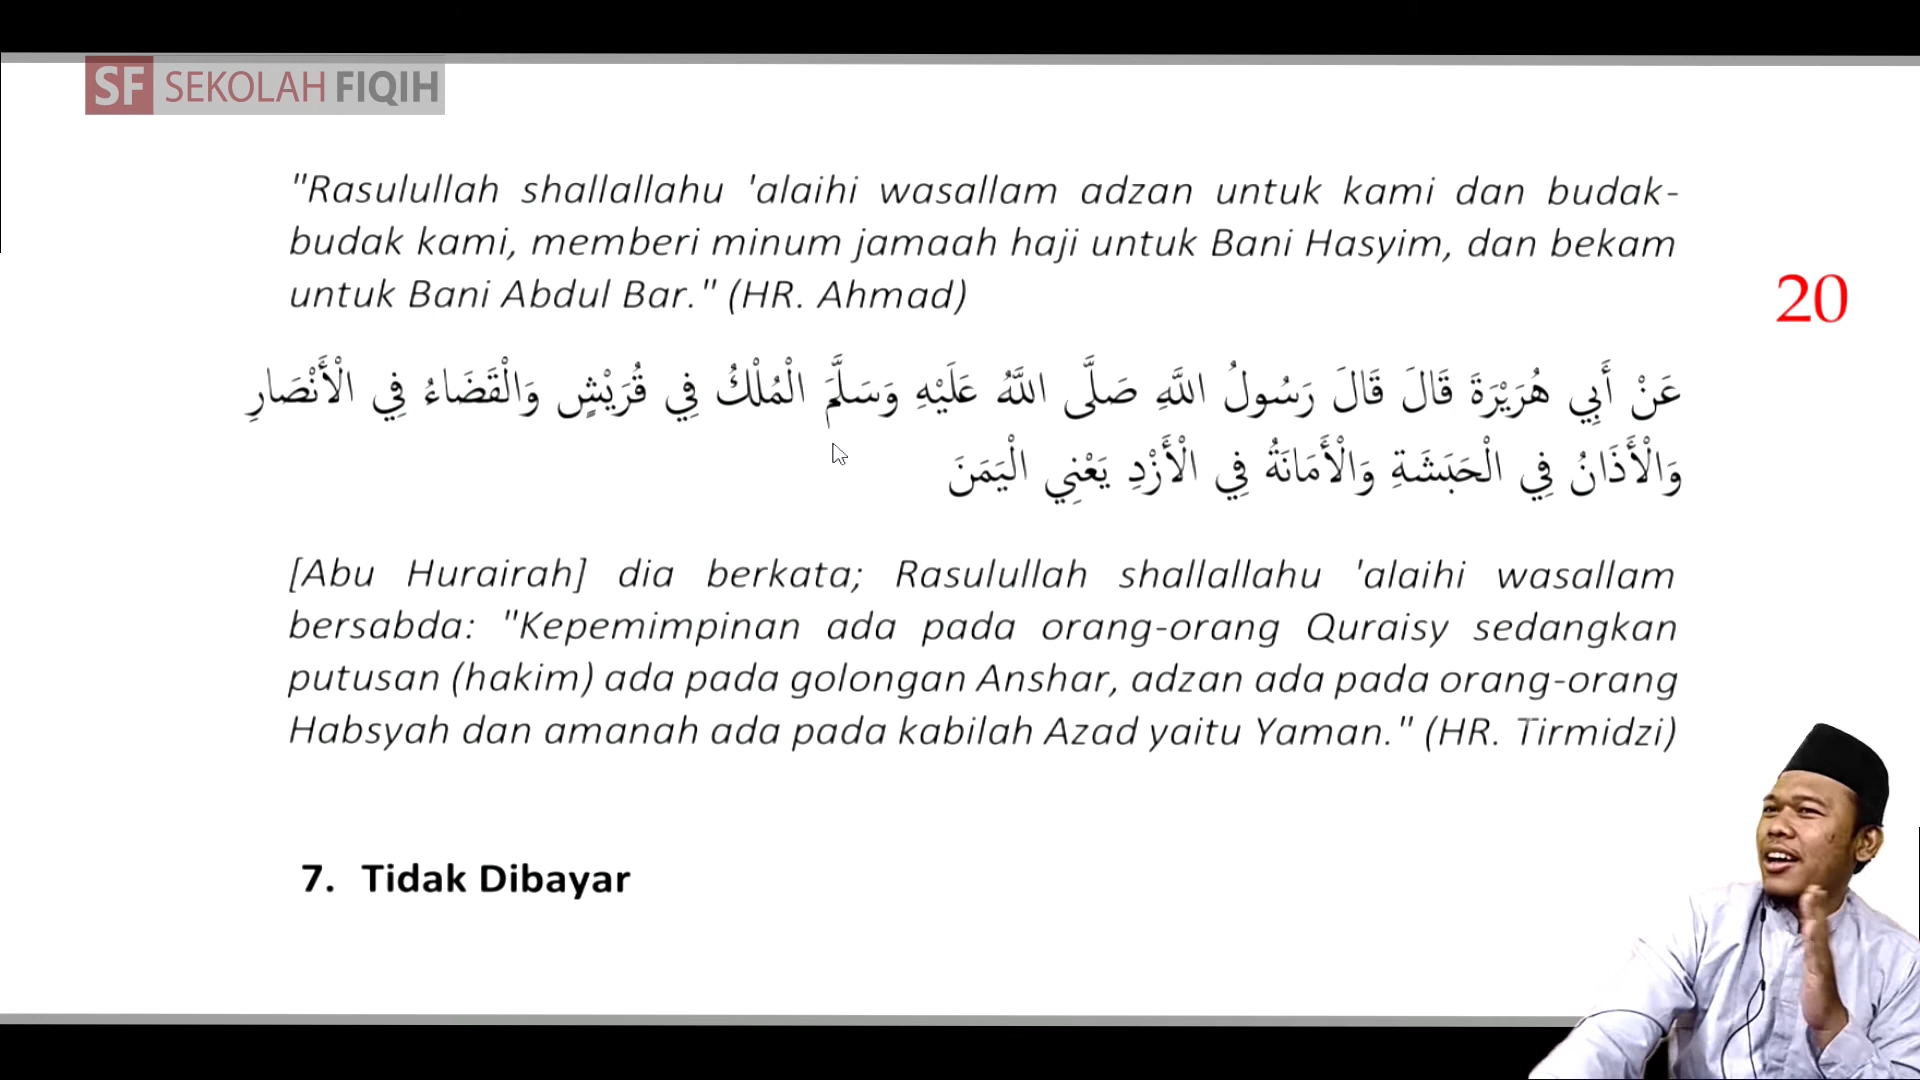 SF SEKOLAH FIQIH
"Rasulullah shallallahu 'alaihi wasallam adzan untuk kami dan budak-
budak kami, memberi minum jamaah haji untuk Bani Hasyim, dan bekam
untuk Bani Abdul Bar." (HR. Ahmad)
20
عَنْ أَبِي هُرَيْرَةَ قَالَ قَالَ رَسُولُ اللَّهِ صَلَّى اللَّهُ عَلَيْهِ وَسَلَّمَ الْمُلْكُ فِي قُرَيْشٍ وَالْقَضَاءُ فِي الْأَنْصَارِ
وَالْأَذَانُ فِي الْحَبَشَةِ وَالْأَمَانَةُ فِي الْأَزْدِ يَعْنِي الْيَمَنَ
[Abu Hurairah] dia berkata; Rasulullah shallallahu 'alaihi wasallam
bersabda: "Kepemimpinan ada pada orang-orang Quraisy sedangkan
putusan (hakim) ada pada golongan Anshar, adzan ada pada orang-orang
Habsyah dan amanah ada pada kabilah Azad yaitu Yaman." (HR. Tirmidzi)
7. Tidak Dibayar